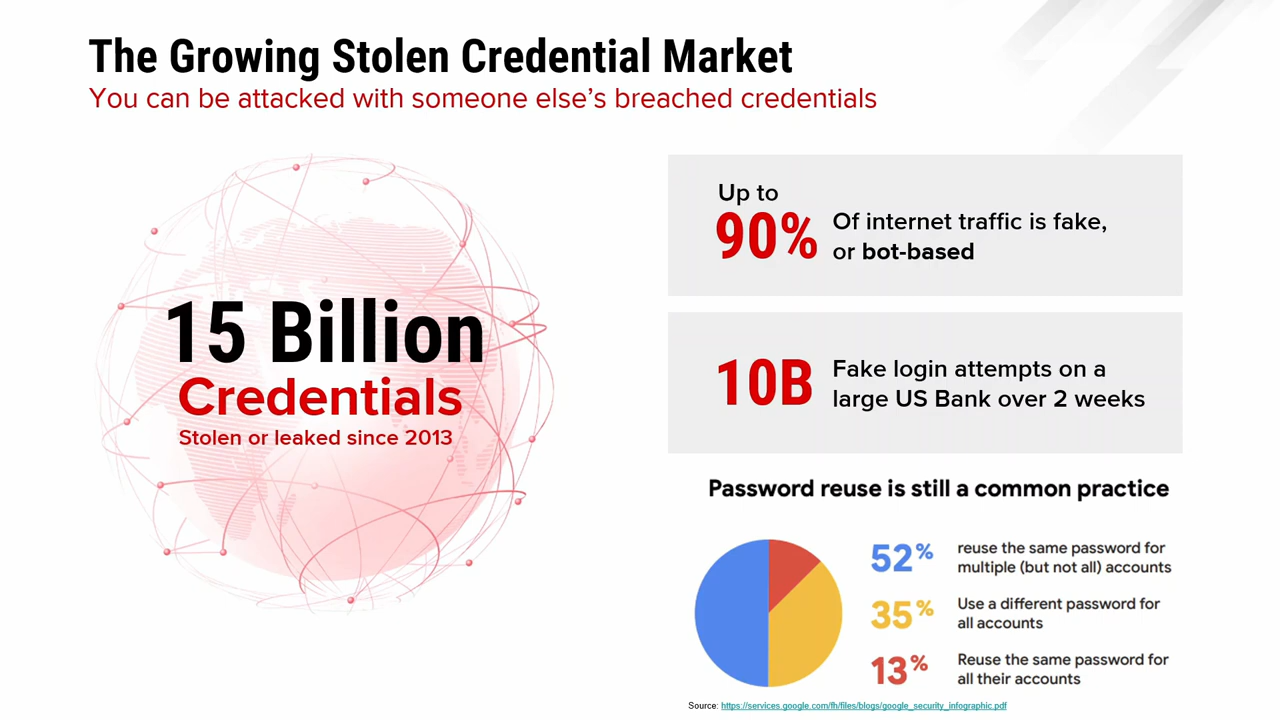 The Growing Stolen Credential Market
You can be attacked with someone else's breached credentials
15 Billion
Credentials
Stolen or leaked since 2013
Up to
90%
Of internet traffic is fake,
or bot-based
10B
Fake login attempts on a
large US Bank over 2 weeks
Password reuse is still a common practice
52%
reuse the same password for
multiple (but not all) accounts
35%
Use a different password for
all accounts
13%
Reuse the same password for
all their accounts
Source: https://services.google.com/fh/files/blogs/google_security_infographic.pdf